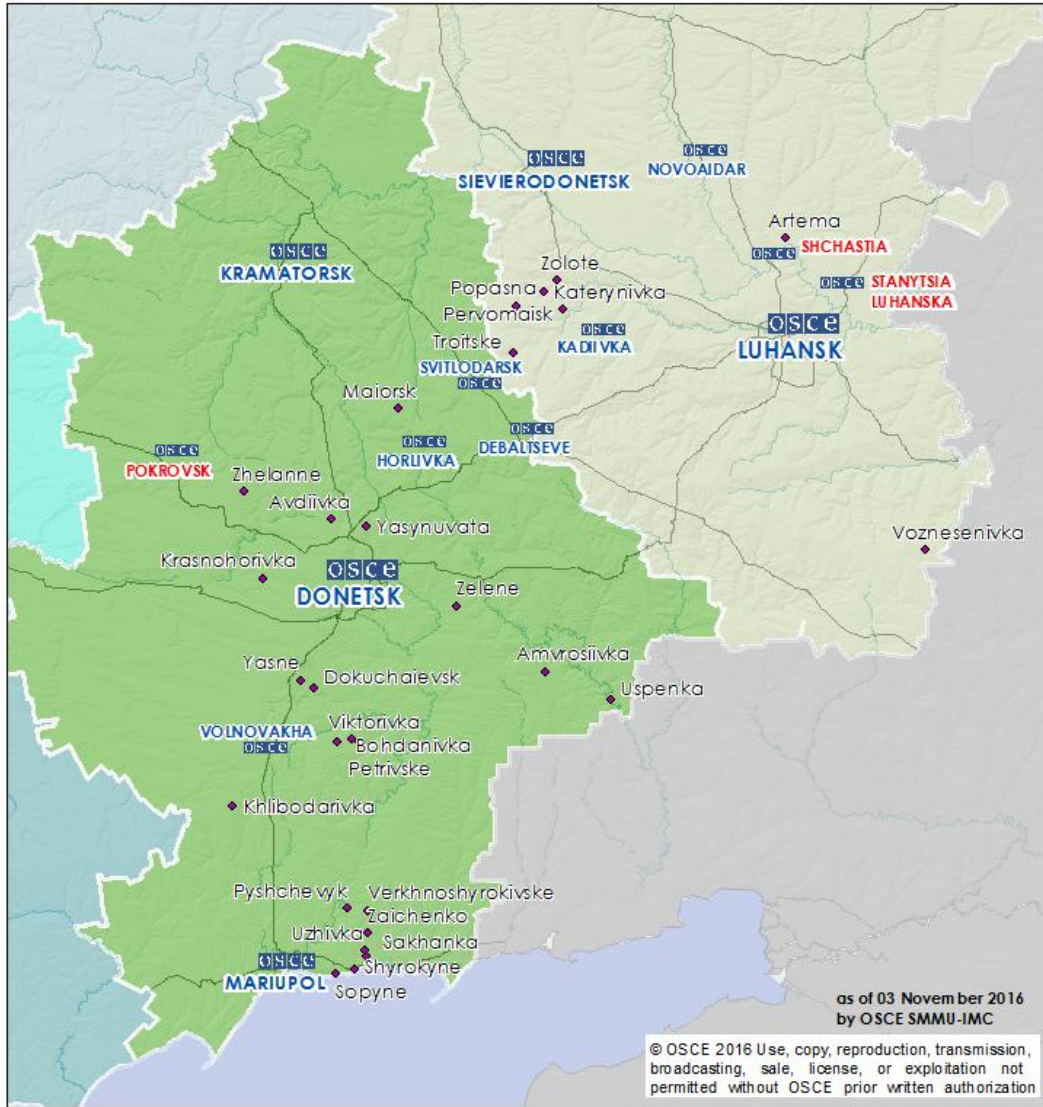 osce
SIEVIERODONETSK
osce
NOVOAIDAR
Artema
osce
SHCHASTIA
osce
KRAMATORSK
osce
STANYTSIA
LUHANSKA
Zolote
Popasna
Katerynivka
Pervomaisk
osce
KADIIVKA
osce
LUHANSK
Troitske
SVITLODARSK
osce
Maiorsk
osce
HORLIVKA
osce
DEBALTSEVE
osce
POKROVSK
Zhelanne
Avdiivka
Yasynuvata
Voznesenivka
Krasnohorivka
osce
DONETSK
Zelene
Amvrosiivka
Yasne
Dokuchaievsk
Uspenka
VOLNOVAKHA
osce
Viktorivka
Bohdanivka
Petrivske
Khlibodarivka
Pyshchevyk
Verkhnoshyrokivske
Zaichenko
Uzhivka
Sakhanka
osce
MARIUPOL
Shyrokyne
Sopyne
as of 03 November 2016
by OSCE SMMU-IMC
© OSCE 2016 Use, copy, reproduction, transmission,
broadcasting, sale, license, or exploitation not
permitted without OSCE prior written authorization